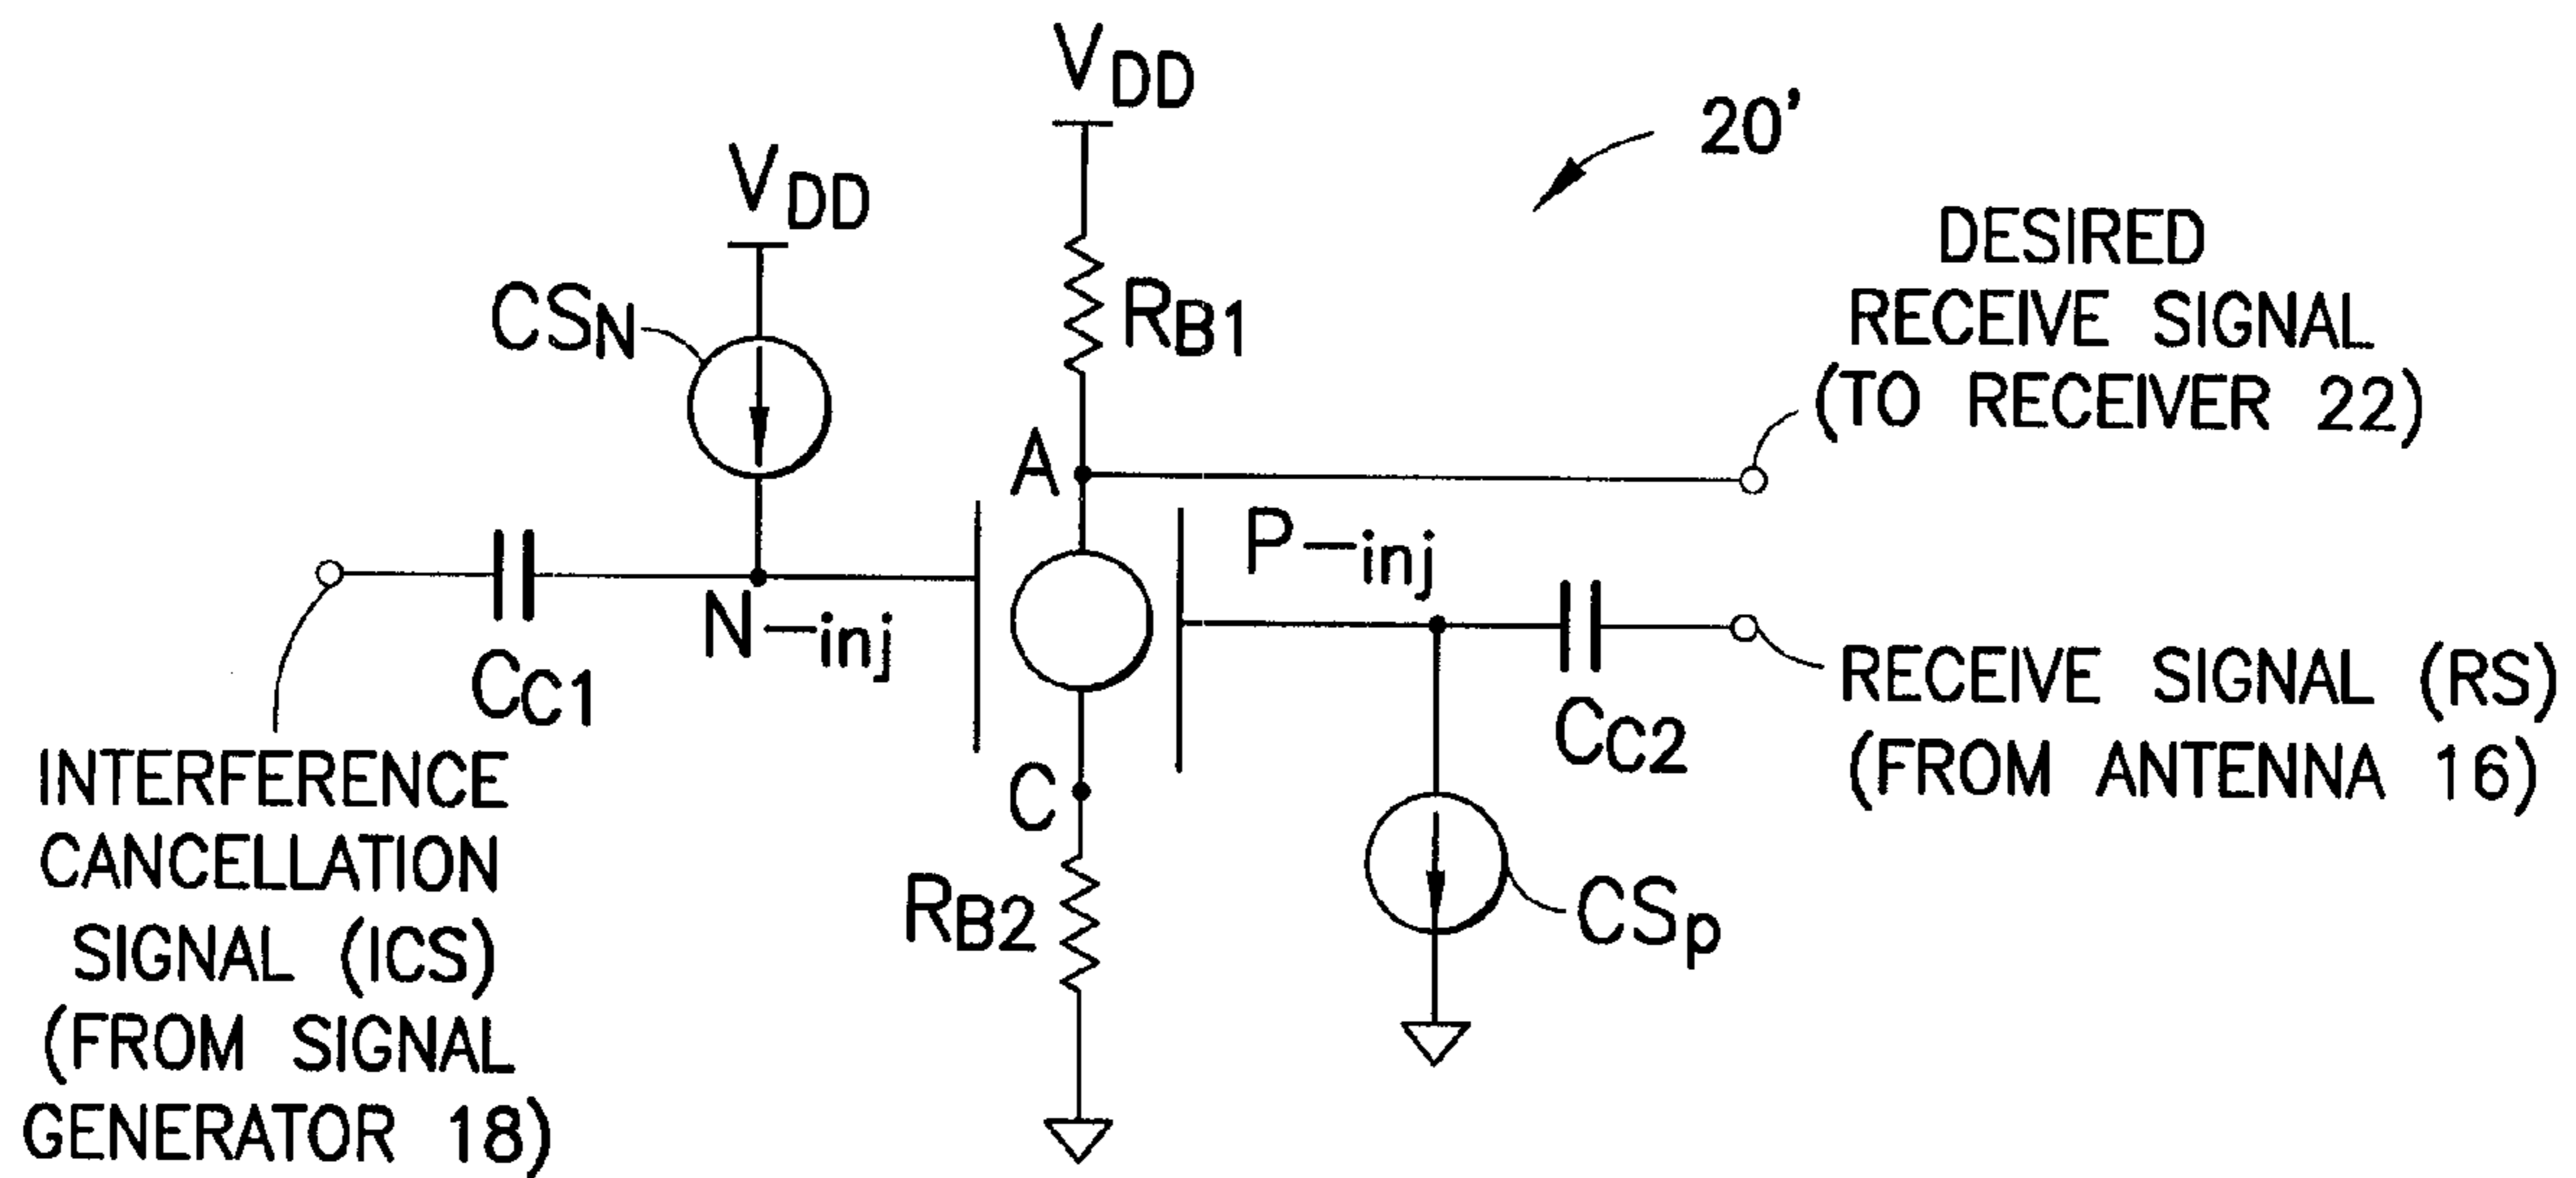 VDD
VDD
20'
CSN
RB1
DESIRED
RECEIVE SIGNAL
(TO RECEIVER 22)
A
P-inj
N-inj
CC1
CC2
RECEIVE SIGNAL (RS)
(FROM ANTENNA 16)
INTERFERENCE
CANCELLATION
SIGNAL (ICS)
(FROM SIGNAL
GENERATOR 18)
C
RB2
CSp